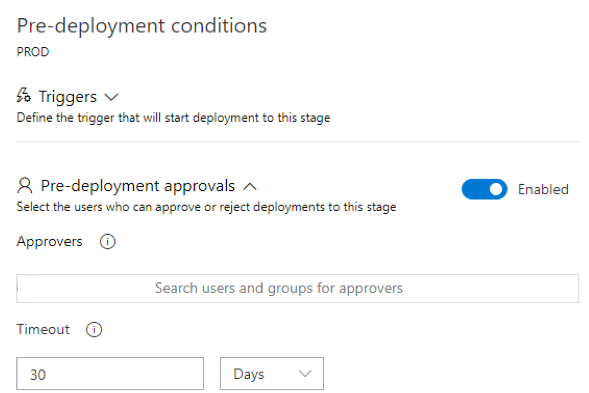 Pre-deployment conditions
PROD
Triggers
Define the trigger that will start deployment to this stage
Pre-deployment approvals
Enabled
Select the users who can approve or reject deployments to this stage
Approvers
Search users and groups for approvers
Timeout
30
Days